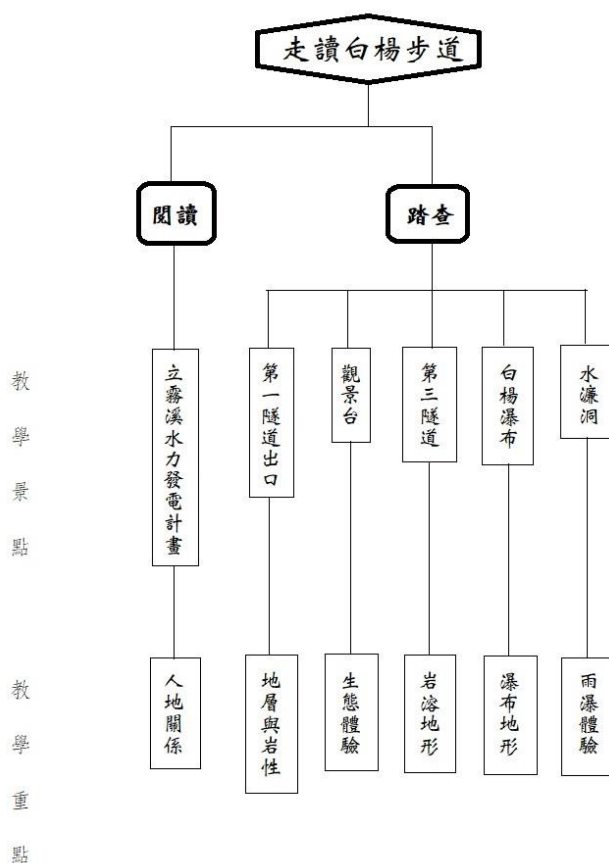 走讀白楊步道
閱讀
踏查
教學景點
立霧溪水力發電計畫
第一隧道出口
觀景台
第三隧道
白楊瀑布
水濂洞
教學重點
人地關係
地層與岩性
生態體驗
岩溶地形
瀑布地形
雨瀑體驗